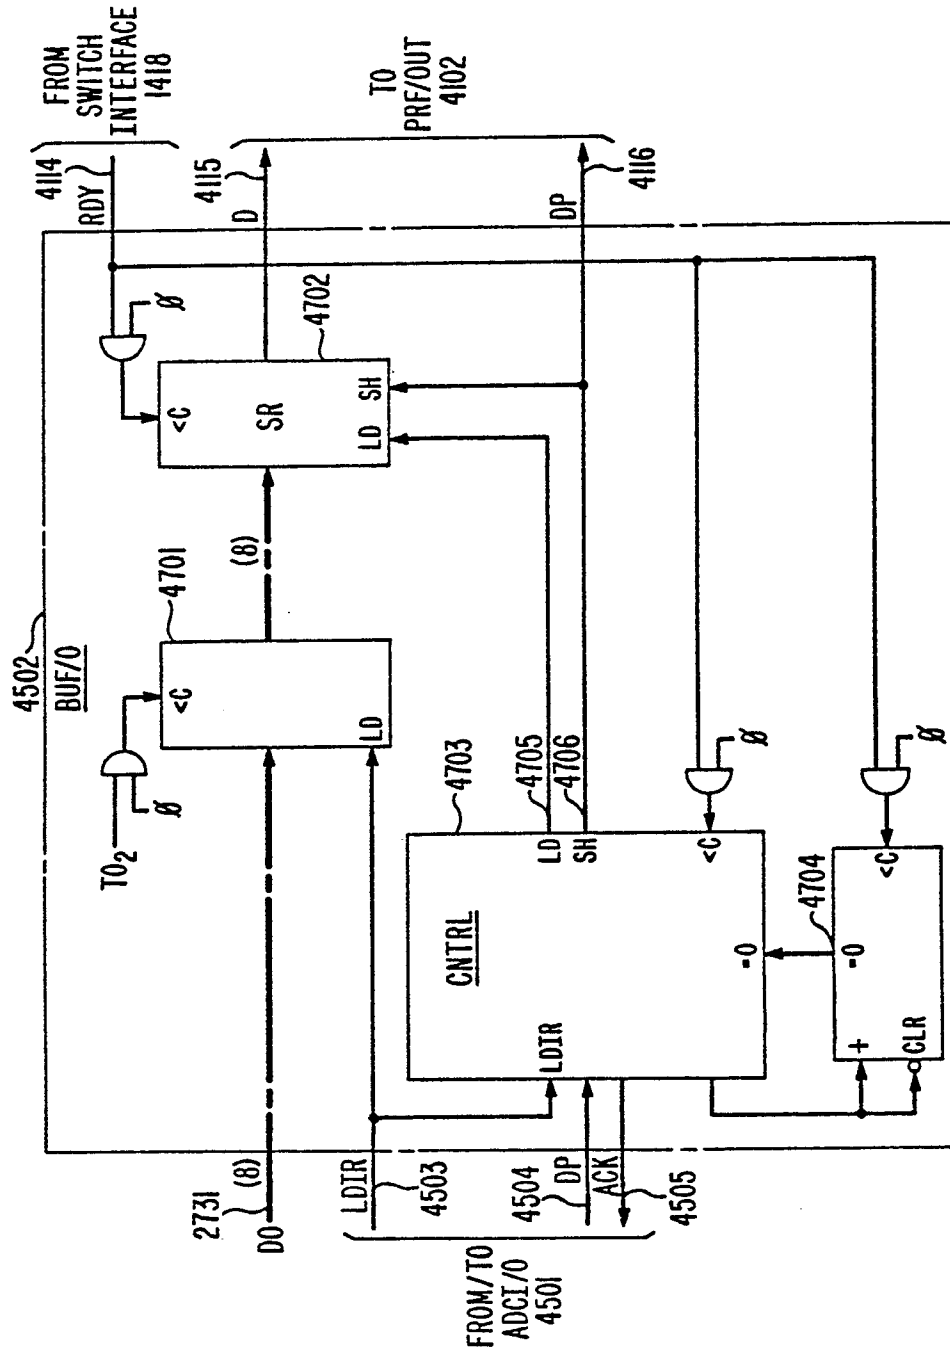 4502
BUF/0
TO2
Ø
<C
4701
LD
(8)
<C
SR
4702
LD
SH
Ø
RDY
4114
FROM
SWITCH
INTERFACE
1418
D
4115
DP
4116
TO
PRF/OUT
4102
2731
DO
(8)
LDIR
4503
4504
DP
ACK
4505
FROM/TO
ADCI/O
4501
4703
CNTRL
LDIR
LD
SH
4705
4706
<C
=0
Ø
4704
=0
<C
+
CLR
Ø